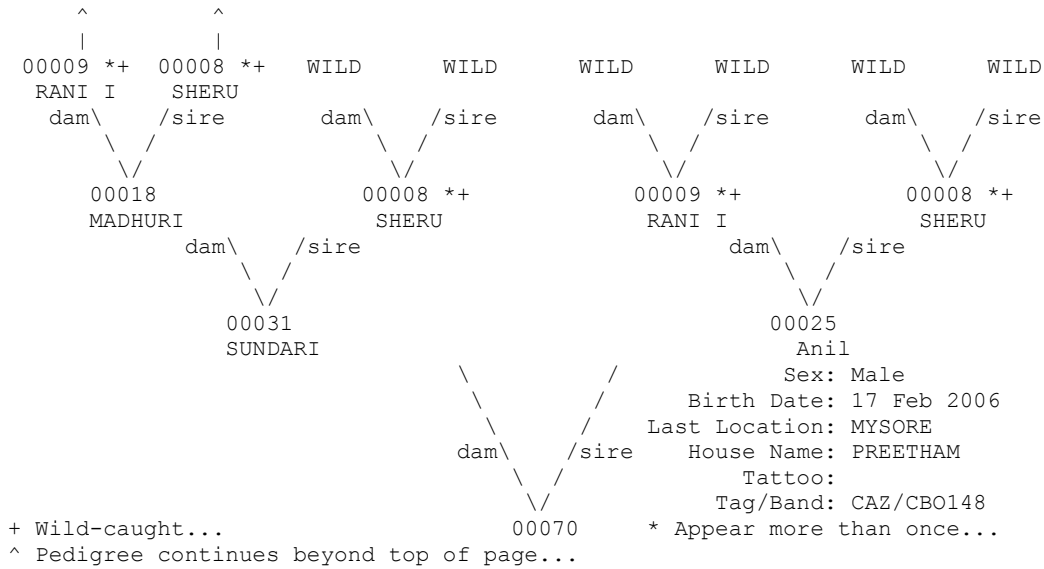 ^ ^
| |
00009 *+ 00008 *+ WILD WILD WILD WILD WILD WILD
RANI I SHERU
dam\ /sire dam\ /sire dam\ /sire dam\ /sire
\ / \ / \ / \ /
\/ \/ \/ \/
00018 00008 *+ 00009 *+ 00008 *+
MADHURI SHERU RANI I SHERU
dam\ /sire dam\ /sire
\ / \ /
\/ \/
00031 00025
SUNDARI Anil
\ / Sex: Male
\ / Birth Date: 17 Feb 2006
\ / Last Location: MYSORE
dam\ /sire House Name: PREETHAM
\ / Tattoo:
\/ Tag/Band: CAZ/CBO148
+ Wild-caught... 00070 * Appear more than once...
^ Pedigree continues beyond top of page...